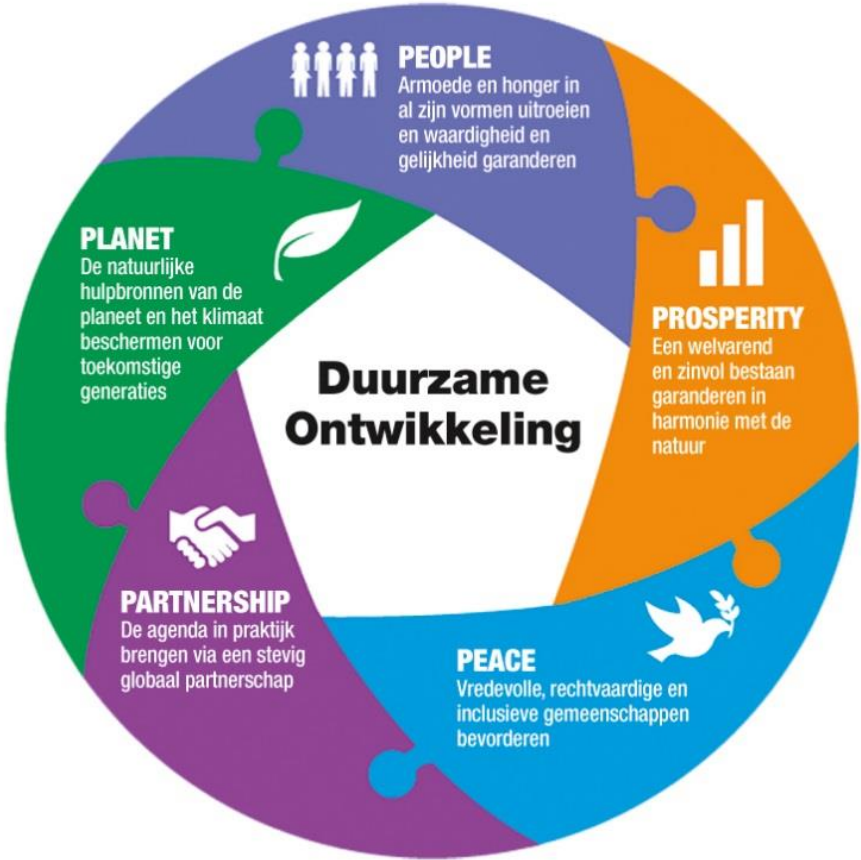 PEOPLE
Armoede en honger in
al zijn vormen uitroeien
en waardigheid en
gelijkheid garanderen
PLANET
De natuurlijke
hulpbronnen van de
planeet en het klimaat
beschermen voor
toekomstige
generaties
PROSPERITY
Een welvarend
en zinvol bestaan
garanderen in
harmonie met de
natuur
Duurzame
Ontwikkeling
PARTNERSHIP
De agenda in praktijk
brengen via een stevig
globaal partnerschap
PEACE
Vredevolle, rechtvaardige en
inclusieve gemeenschappen
bevorderen